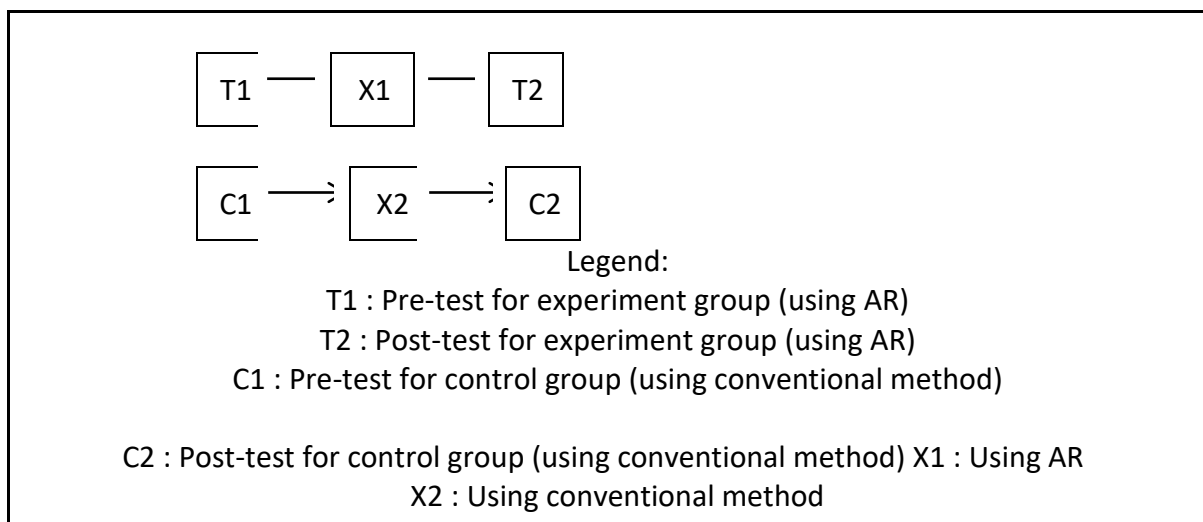 T1 X1 T2
C1 X2 C2
Legend:
T1 : Pre-test for experiment group (using AR)
T2 : Post-test for experiment group (using AR)
C1 : Pre-test for control group (using conventional method)
C2 : Post-test for control group (using conventional method) X1 : Using AR
X2 : Using conventional method